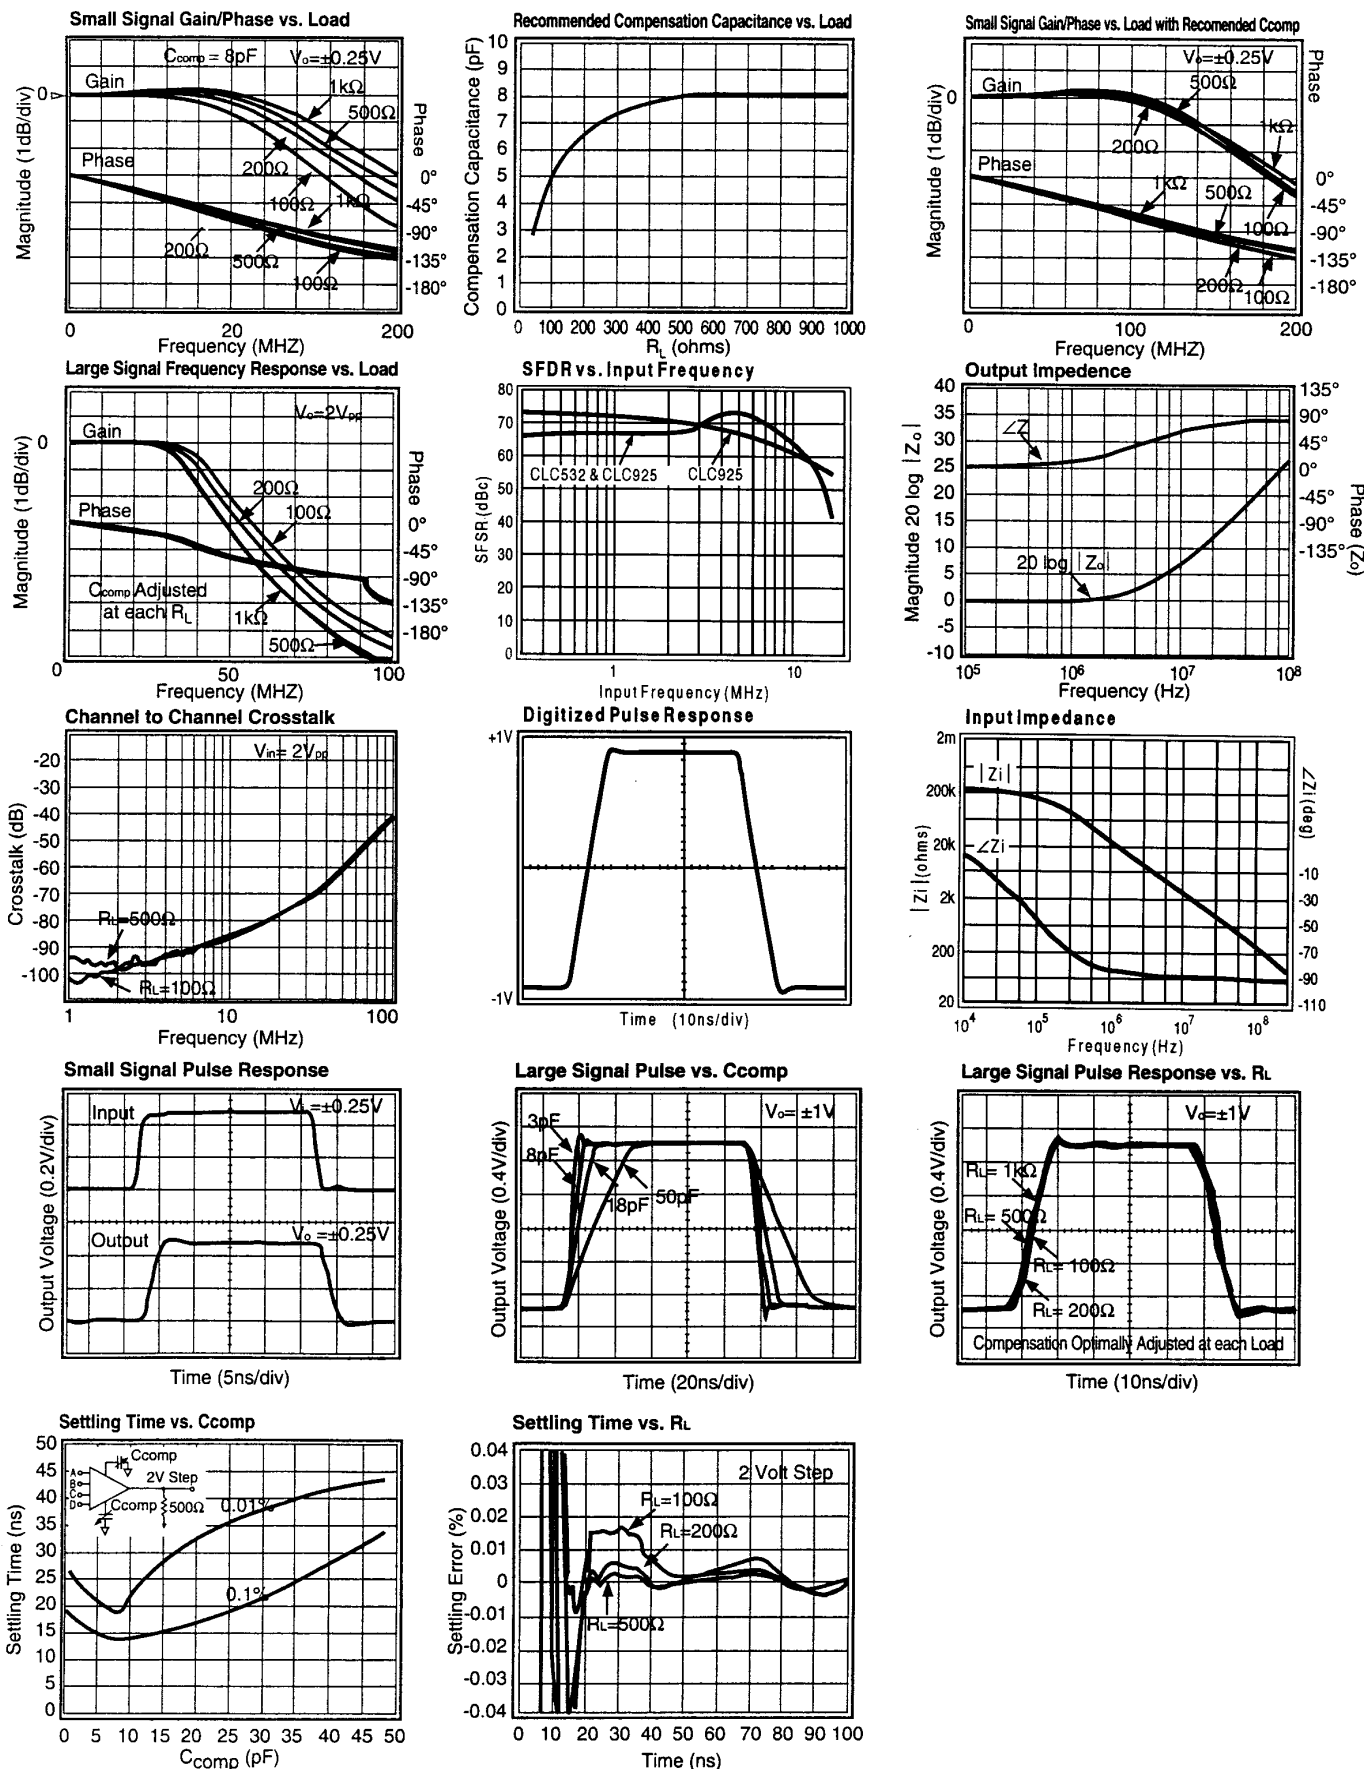 Small Signal Gain/Phase vs. Load
Ccomp = 8pF
Vo=±0.25V
Gain
1kΩ
500Ω
200Ω
100Ω
Phase
1kΩ
200Ω
500Ω
100Ω
0
Magnitude (1dB/div)
Phase
0°
-45°
-90°
-135°
-180°
0 20 200
Frequency (MHZ)
Recommended Compensation Capacitance vs. Load
Compensation Capacitance (pF)
10
9
8
7
6
5
4
3
2
1
0
0 100 200 300 400 500 600 700 800 900 1000
RL (ohms)
Small Signal Gain/Phase vs. Load with Recomended Ccomp
Vo=±0.25V
Gain
500Ω
200Ω
1kΩ
Phase
1kΩ
500Ω
100Ω
200Ω
100Ω
0
Magnitude (1dB/div)
Phase
0°
-45°
-90°
-135°
-180°
0 100 200
Frequency (MHZ)
Large Signal Frequency Response vs. Load
Vo=2Vpp
Gain
200Ω
100Ω
Phase
Ccomp Adjusted
at each RL
1kΩ
500Ω
0
Magnitude (1dB/div)
Phase
0°
-45°
-90°
-135°
-180°
0 50 100
Frequency (MHZ)
SFDR vs. Input Frequency
SFSR (dBc)
80
70
60
50
40
30
20
10
0
CLC532 & CLC925
CLC925
1 10
Input Frequency (MHz)
Output Impedence
Magnitude 20 log |Zo|
40
35
30
25
20
15
10
5
0
-5
-10
∠Z
20 log |Zo|
135°
90°
45°
0°
-45°
-90°
-135°
Phase (Zo)
10⁵ 10⁶ 10⁷ 10⁸
Frequency (Hz)
Channel to Channel Crosstalk
Vin= 2Vpp
Crosstalk (dB)
-20
-30
-40
-50
-60
-70
-80
-90
-100
RL=500Ω
RL=100Ω
1 10 100
Frequency (MHz)
Digitized Pulse Response
+1V
-1V
Time (10ns/div)
Input Impedance
|Zi|(ohms)
2m
200k
20k
2k
200
20
|Zi|
∠Zi
∠Zi(deg)
-10
-30
-50
-70
-90
-110
10⁴ 10⁵ 10⁶ 10⁷ 10⁸
Frequency (Hz)
Small Signal Pulse Response
Output Voltage (0.2V/div)
Input
Vi=±0.25V
Output
Vo=±0.25V
Time (5ns/div)
Large Signal Pulse vs. Ccomp
Output Voltage (0.4V/div)
Vo=±1V
3pF
8pF
18pF
50pF
Time (20ns/div)
Large Signal Pulse Response vs. RL
Output Voltage (0.4V/div)
Vo=±1V
RL=1kΩ
RL=500Ω
RL=100Ω
RL=200Ω
Compensation Optimally Adjusted at each Load
Time (10ns/div)
Settling Time vs. Ccomp
Settling Time (ns)
50
45
40
35
30
25
20
15
10
5
0
Ccomp
A
B
C
D
2V Step
Ccomp
500Ω
0.01%
0.1%
0 5 10 15 20 25 30 35 40 45 50
Ccomp (pF)
Settling Time vs. RL
Settling Error (%)
0.04
0.03
0.02
0.01
0
-0.01
-0.02
-0.03
-0.04
2 Volt Step
RL=100Ω
RL=200Ω
RL=500Ω
0 10 20 30 40 50 60 70 80 90 100
Time (ns)